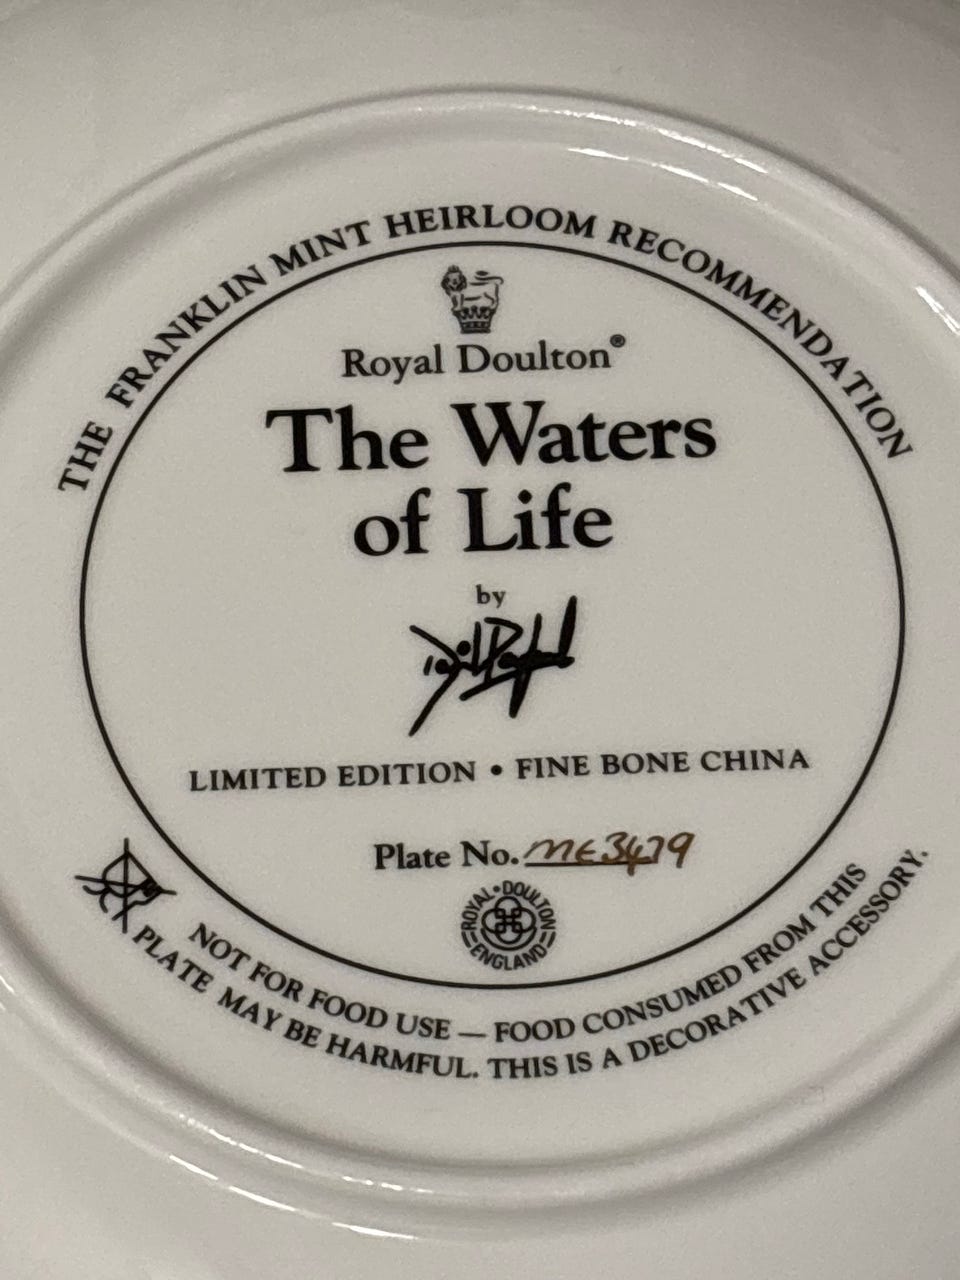 THE FRANKLIN MINT HEIRLOOM RECOMMENDATION
Royal Doulton®
The Waters
of Life
by
LIMITED EDITION • FINE BONE CHINA
Plate No. ME3479
ROYAL • DOULTON
ENGLAND
NOT FOR FOOD USE — FOOD CONSUMED FROM THIS
PLATE MAY BE HARMFUL. THIS IS A DECORATIVE ACCESSORY.